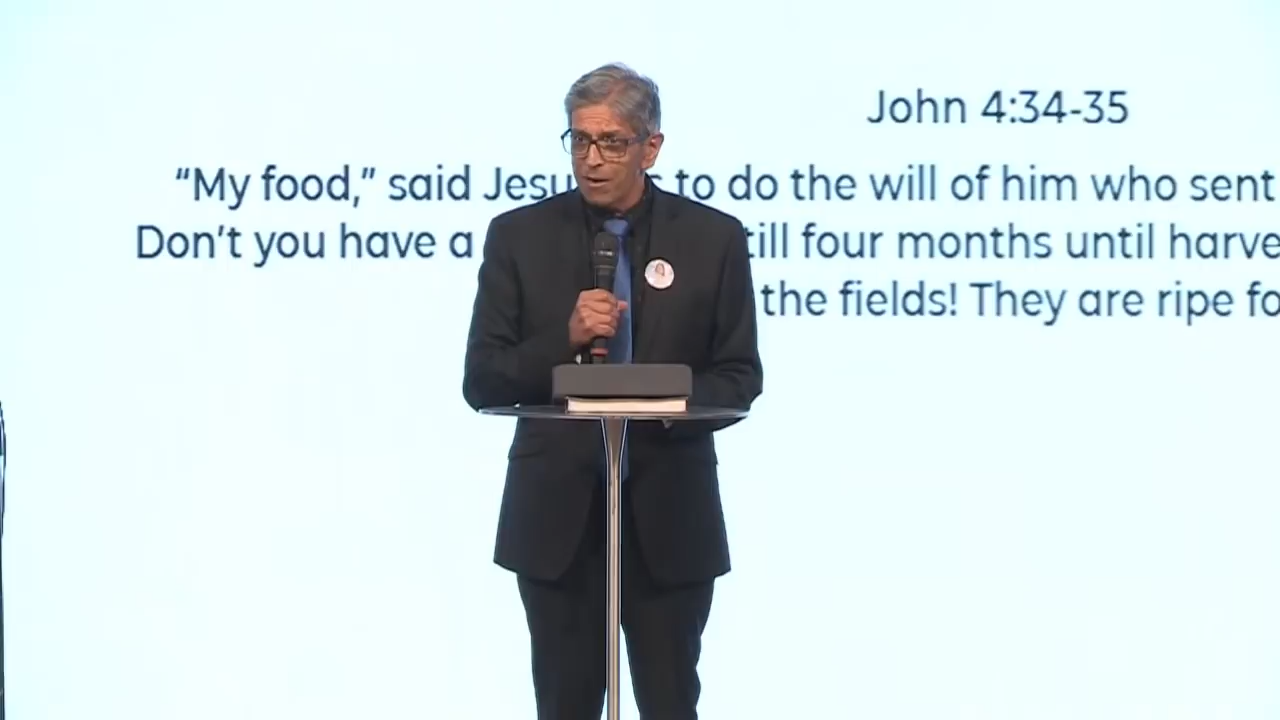 John 4:34-35
“My food,” said Jesu to do the will of him who sent
Don’t you have a till four months until harve
the fields! They are ripe fo